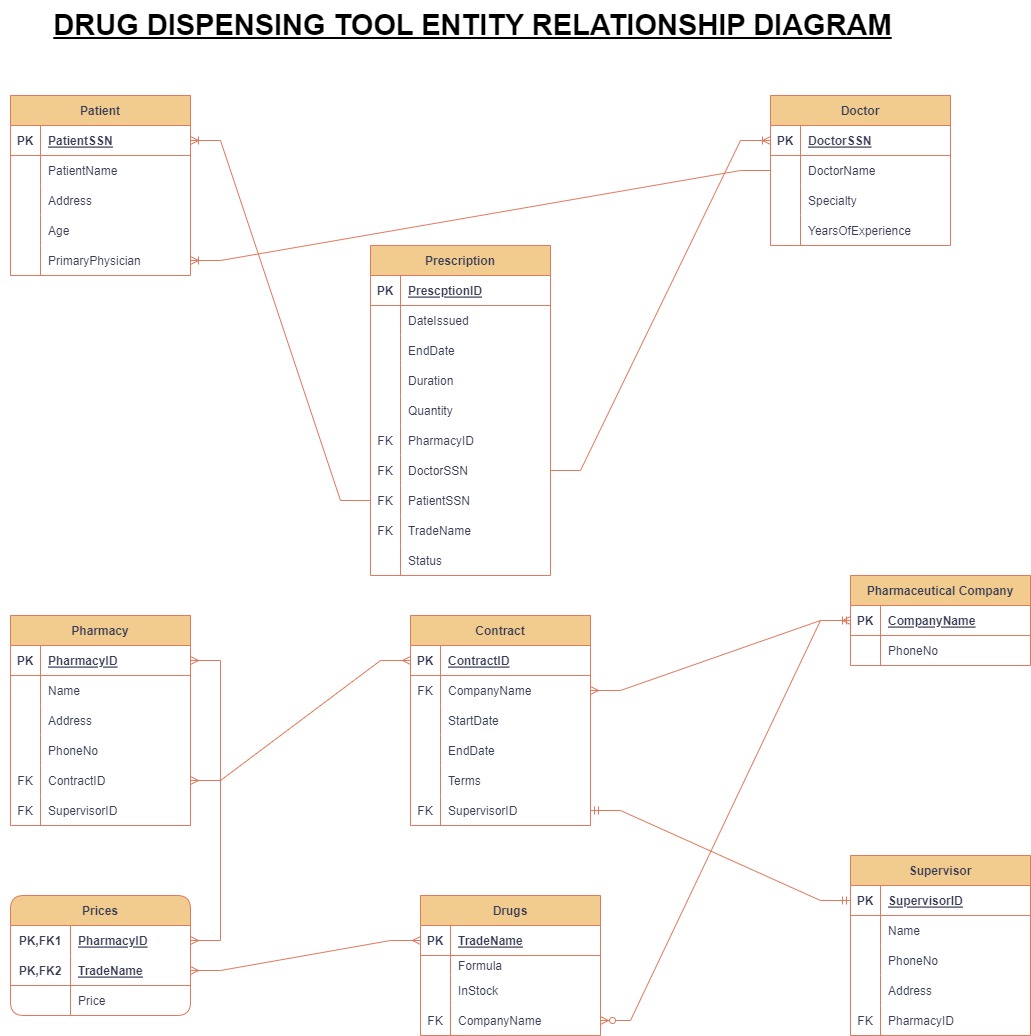 DRUG DISPENSING TOOL ENTITY RELATIONSHIP DIAGRAM
Patient
PK PatientSSN
PatientName
Address
Age
PrimaryPhysician
Doctor
PK DoctorSSN
DoctorName
Specialty
YearsOfExperience
Prescription
PK PrescptionID
DateIssued
EndDate
Duration
Quantity
FK PharmacyID
FK DoctorSSN
FK PatientSSN
FK TradeName
Status
Pharmaceutical Company
PK CompanyName
PhoneNo
Pharmacy
PK PharmacyID
Name
Address
PhoneNo
FK ContractID
FK SupervisorID
Contract
PK ContractID
FK CompanyName
StartDate
EndDate
Terms
FK SupervisorID
Supervisor
PK SupervisorID
Name
PhoneNo
Address
FK PharmacyID
Prices
PK,FK1 PharmacyID
PK,FK2 TradeName
Price
Drugs
PK TradeName
Formula
InStock
FK CompanyName